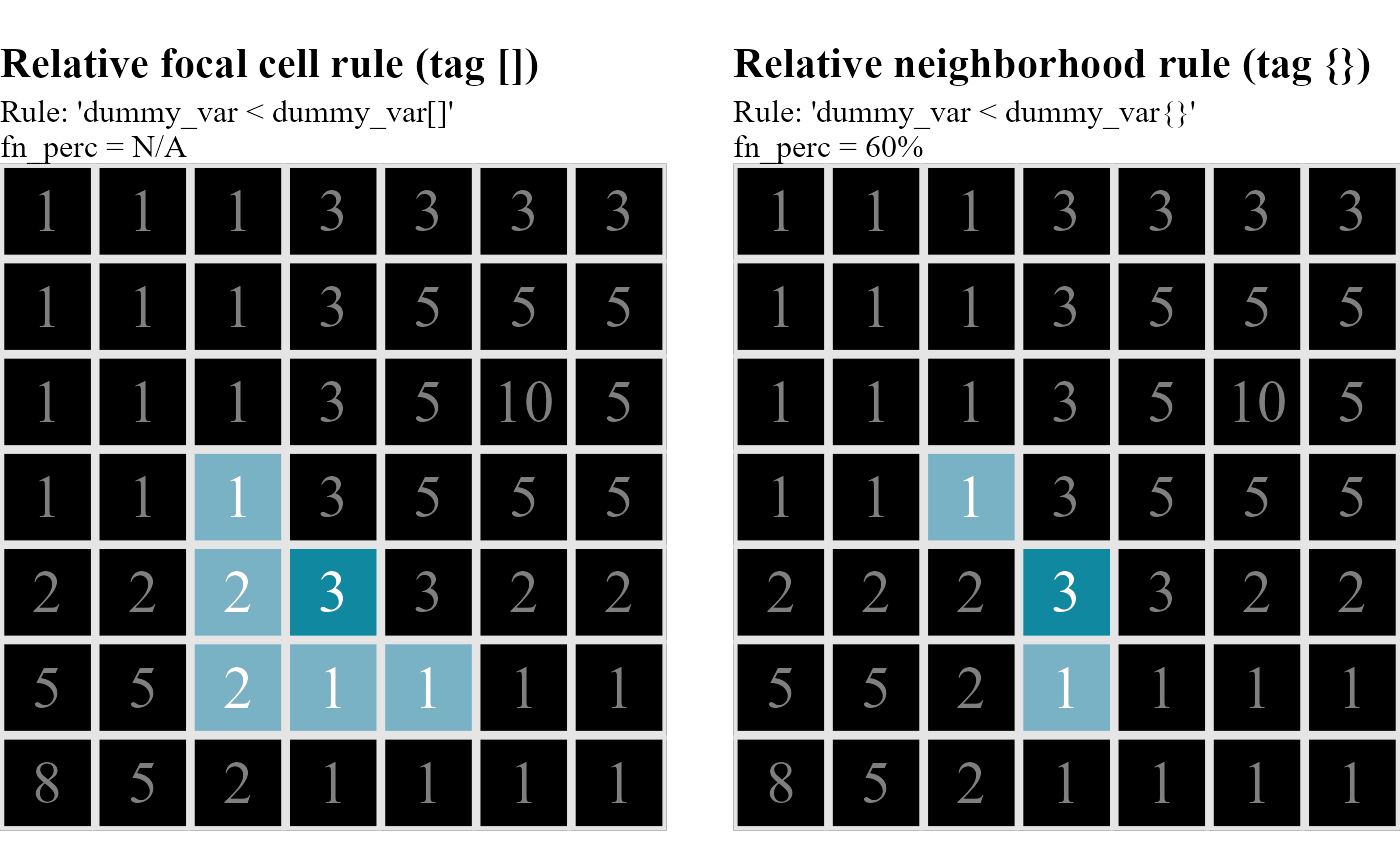 Relative focal cell rule (tag [])
Rule: 'dummy_var < dummy_var[]'
fn_perc = N/A
1 1 1 3 3 3 3
1 1 1 3 5 5 5
1 1 1 3 5 10 5
1 1 1 3 5 5 5
2 2 2 3 3 2 2
5 5 2 1 1 1 1
8 5 2 1 1 1 1
Relative neighborhood rule (tag {})
Rule: 'dummy_var < dummy_var{}'
fn_perc = 60%
1 1 1 3 3 3 3
1 1 1 3 5 5 5
1 1 1 3 5 10 5
1 1 1 3 5 5 5
2 2 2 3 3 2 2
5 5 2 1 1 1 1
8 5 2 1 1 1 1